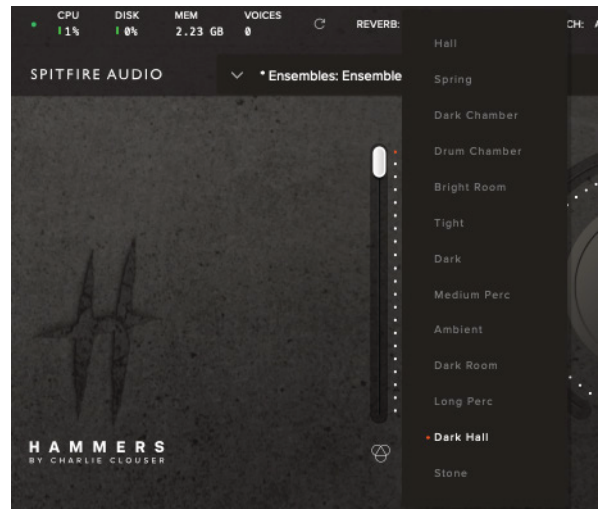 CPU DISK MEM VOICES
1% 0% 2.23 GB 0
REVERB:
CH:
SPITFIRE AUDIO
* Ensembles: Ensemble
Hall
Spring
Dark Chamber
Drum Chamber
Bright Room
Tight
Dark
Medium Perc
Ambient
Dark Room
Long Perc
Dark Hall
Stone
HAMMERS
BY CHARLIE CLOUSER